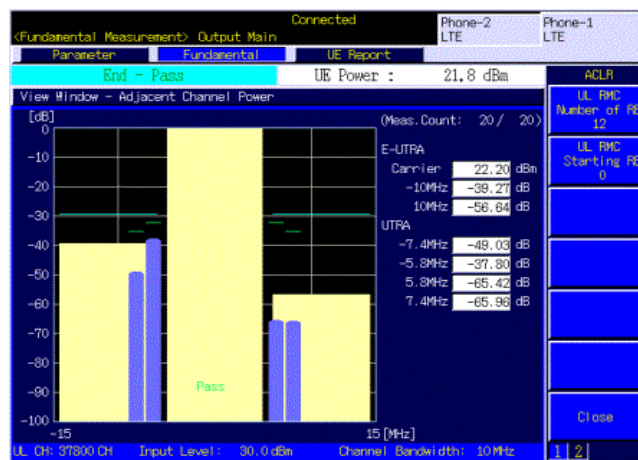 Connected
Phone-2
LTE
Phone-1
LTE
<Fundamental Measurement> Output Main
Parameter
Fundamental
UE Report
End - Pass
UE Power :
21.8 dBm
ACLR
View Window - Adjacent Channel Power
UL RMC
Number of RB
12
UL RMC
Starting RB
0
[dB]
(Meas.Count: 20/ 20)
E-UTRA
Carrier 22.20 dBm
-10MHz -39.27 dB
10MHz -56.64 dB
UTRA
-7.4MHz -49.03 dB
-5.8MHz -37.80 dB
5.8MHz -65.42 dB
7.4MHz -65.96 dB
0
-10
-20
-30
-40
-50
-60
-70
-80
-90
-100
Pass
-15
15 [MHz]
Close
UL CH: 37800 CH Input Level: 30.0 dBm Channel Bandwidth: 10 MHz
1 2